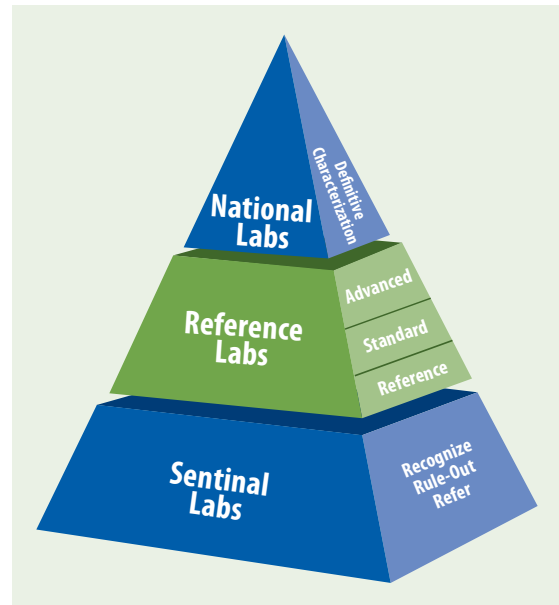 National
Labs
Definitive
Characterization
Reference
Labs
Advanced
Standard
Reference
Sentinal
Labs
Recognize
Rule-Out
Refer